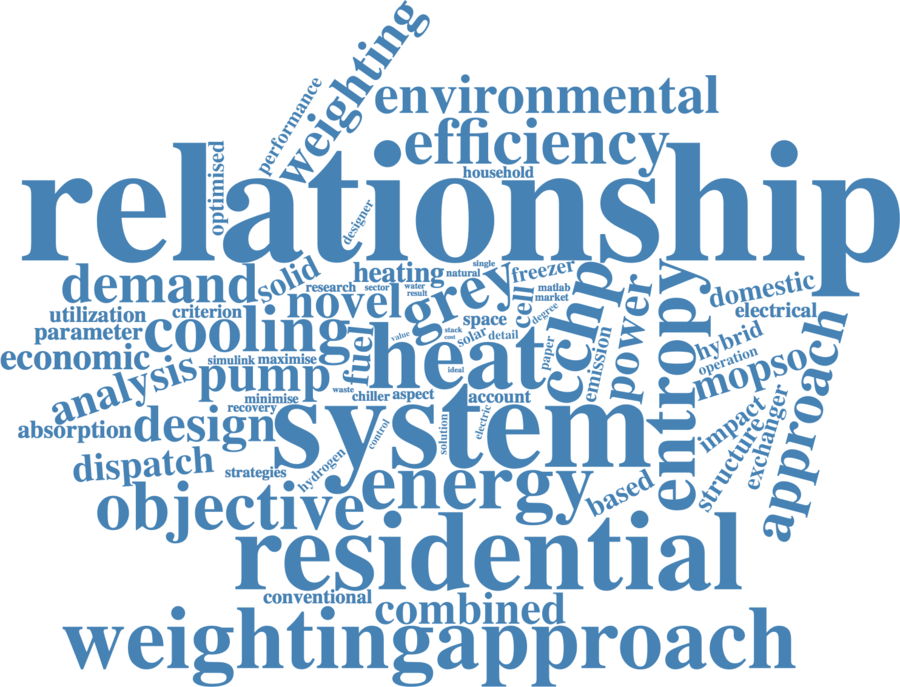 weighting
performance
environmental
efficiency
household
optimised
relationship
designer
demand
solid
heating
natural
single
freezer
research
sector
water
result
grey
novel
matlab
market
cell
degree
cchp
power
entropy
domestic
electrical
utilization
criterion
parameter
cooling
fuel
value
space
stack
cost
solar
detail
heat
paper
emission
hybrid
operation
economic
simulink
maximise
ideal
mopso
approach
analysis
pump
waste
chiller
aspect
account
minimise
recovery
absorption
design
system
control
solution
electric
impact
structure
exchanger
dispatch
strategies
hydrogen
energy
based
objective
residential
conventional
combined
weightingapproach